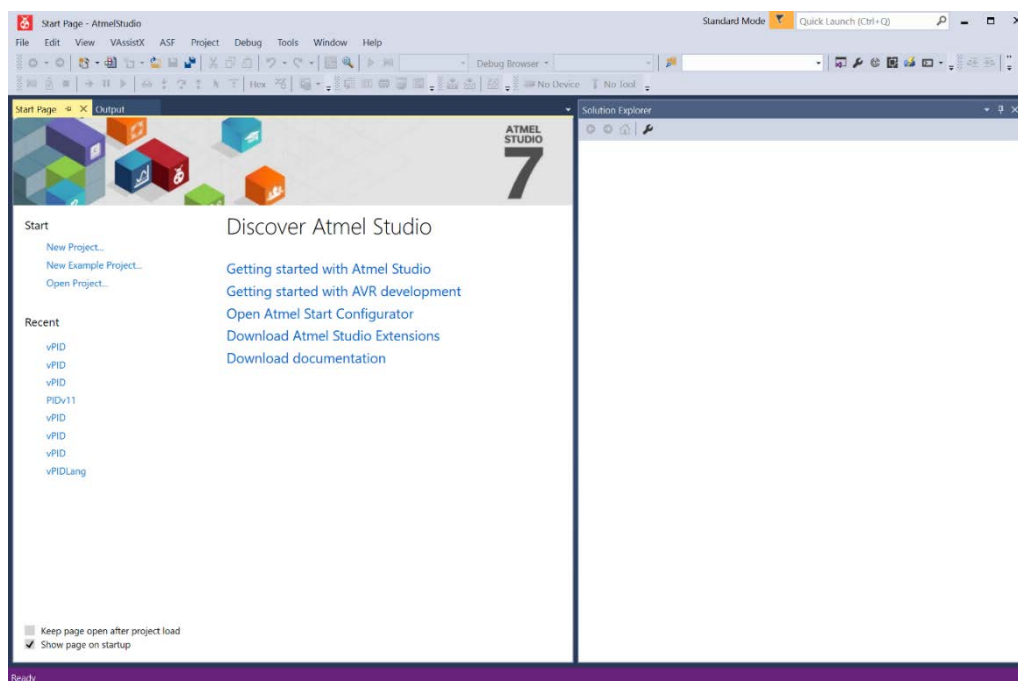 Start Page - AtmelStudio
Standard Mode
Quick Launch (Ctrl+Q)
File Edit View VAssistX ASF Project Debug Tools Window Help
Debug Browser
Hex
No Device
No Tool
Start Page
Output
Solution Explorer
ATMEL
STUDIO
7
Start
New Project...
New Example Project...
Open Project...
Recent
vPID
vPID
vPID
PIDv11
vPID
vPID
vPID
vPIDLang
Discover Atmel Studio
Getting started with Atmel Studio
Getting started with AVR development
Open Atmel Start Configurator
Download Atmel Studio Extensions
Download documentation
Keep page open after project load
Show page on startup
Ready